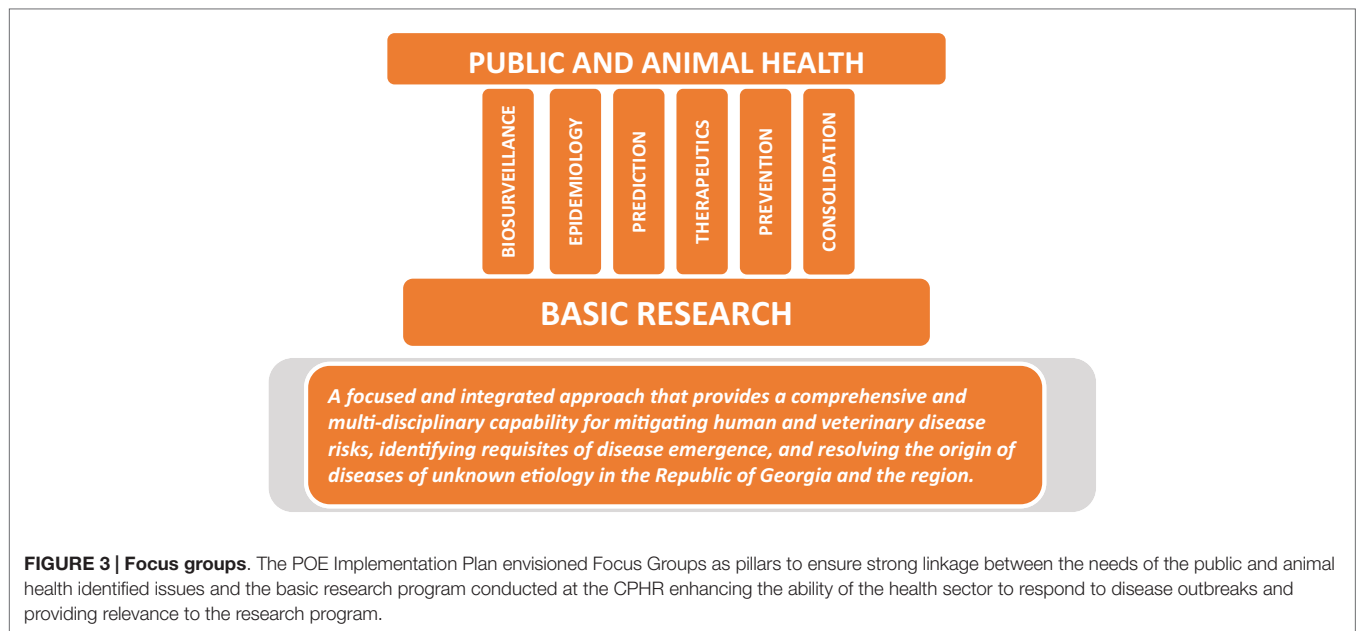 PUBLIC AND ANIMAL HEALTH
BIOSURVEILLANCE
EPIDEMIOLOGY
PREDICTION
THERAPEUTICS
PREVENTION
CONSOLIDATION
BASIC RESEARCH
A focused and integrated approach that provides a comprehensive and
multi-disciplinary capability for mitigating human and veterinary disease
risks, identifying requisites of disease emergence, and resolving the origin of
diseases of unknown etiology in the Republic of Georgia and the region.
FIGURE 3 | Focus groups. The POE Implementation Plan envisioned Focus Groups as pillars to ensure strong linkage between the needs of the public and animal
health identified issues and the basic research program conducted at the CPHR enhancing the ability of the health sector to respond to disease outbreaks and
providing relevance to the research program.